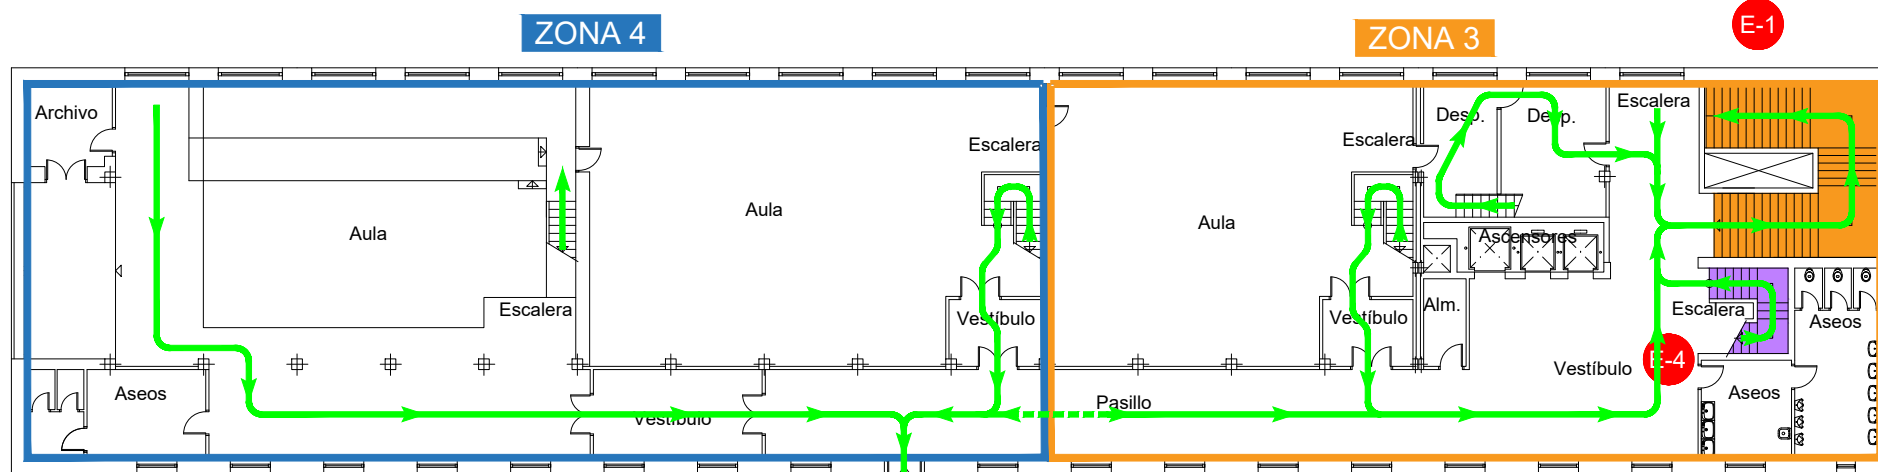 ZONA 4
ZONA 3
E-1
Archivo
Desp.
Desp.
Escalera
Escalera
Escalera
Aula
Aula
Aula
Ascensores
Escalera
Vestíbulo
Vestíbulo
Alm.
Escalera
Aseos
E-4
Vestíbulo
Aseos
Aseos
Pasillo
Vestíbulo